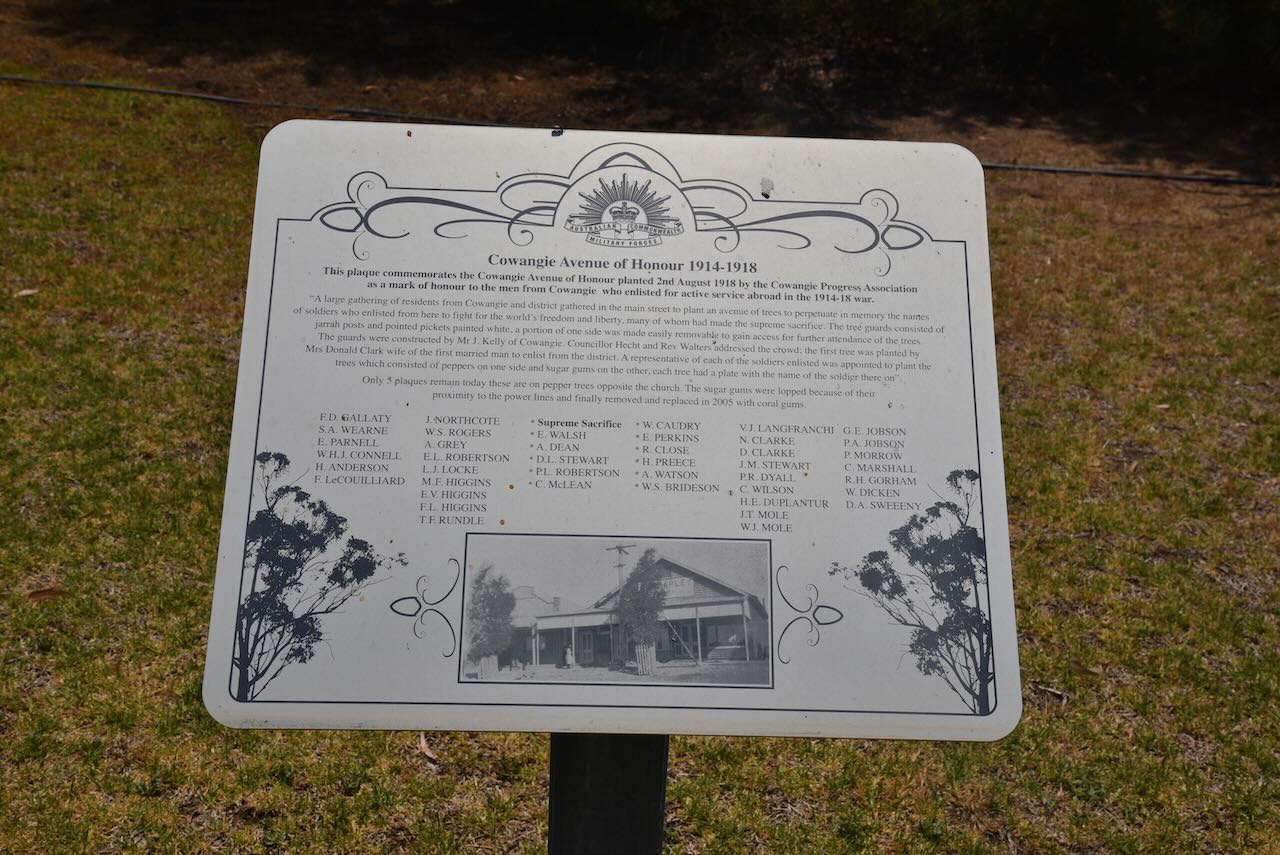 AUSTRALIAN COMMONWEALTH
MILITARY FORCES
Cowangie Avenue of Honour 1914-1918
This plaque commemorates the Cowangie Avenue of Honour planted 2nd August 1918 by the Cowangie Progress Association
as a mark of honour to the men from Cowangie who enlisted for active service abroad in the 1914-18 war.
"A large gathering of residents from Cowangie and district gathered in the main street to plant an avenue of trees to perpetuate in memory the names
of soldiers who enlisted from here to fight for the world's freedom and liberty, many of whom had made the supreme sacrifice. The tree guards consisted of
jarrah posts and pointed pickets painted white, a portion of one side was made easily removable to gain access for further attendance of the trees.
The guards were constructed by Mr J. Kelly of Cowangie. Councillor Hecht and Rev Walters addressed the crowd; the first tree was planted by
Mrs Donald Clark wife of the first married man to enlist from the district. A representative of each of the soldiers enlisted was appointed to plant the
trees which consisted of peppers on one side and sugar gums on the other, each tree had a plate with the name of the soldier there on".
Only 5 plaques remain today these are on pepper trees opposite the church. The sugar gums were lopped because of their
proximity to the power lines and finally removed and replaced in 2005 with coral gums.
F.D. GALLATY
S.A. WEARNE
E. PARNELL
W.H.J. CONNELL
H. ANDERSON
F. LeCOUILLIARD
J. NORTHCOTE
W.S. ROGERS
A. GREY
E.L. ROBERTSON
L.J. LOCKE
M.F. HIGGINS
E.V. HIGGINS
F.L. HIGGINS
T.F. RUNDLE
* Supreme Sacrifice
* E. WALSH
* A. DEAN
* D.L. STEWART
* P.L. ROBERTSON
* C. McLEAN
* W. CAUDRY
* E. PERKINS
* R. CLOSE
* H. PREECE
* A. WATSON
* W.S. BRIDESON
V.J. LANGFRANCHI
N. CLARKE
D. CLARKE
J.M. STEWART
P.R. DYALL
C. WILSON
H.E. DUPLANTUR
J.T. MOLE
W.J. MOLE
G.E. JOBSON
P.A. JOBSON
P. MORROW
C. MARSHALL
R.H. GORHAM
W. DICKEN
D.A. SWEEENY